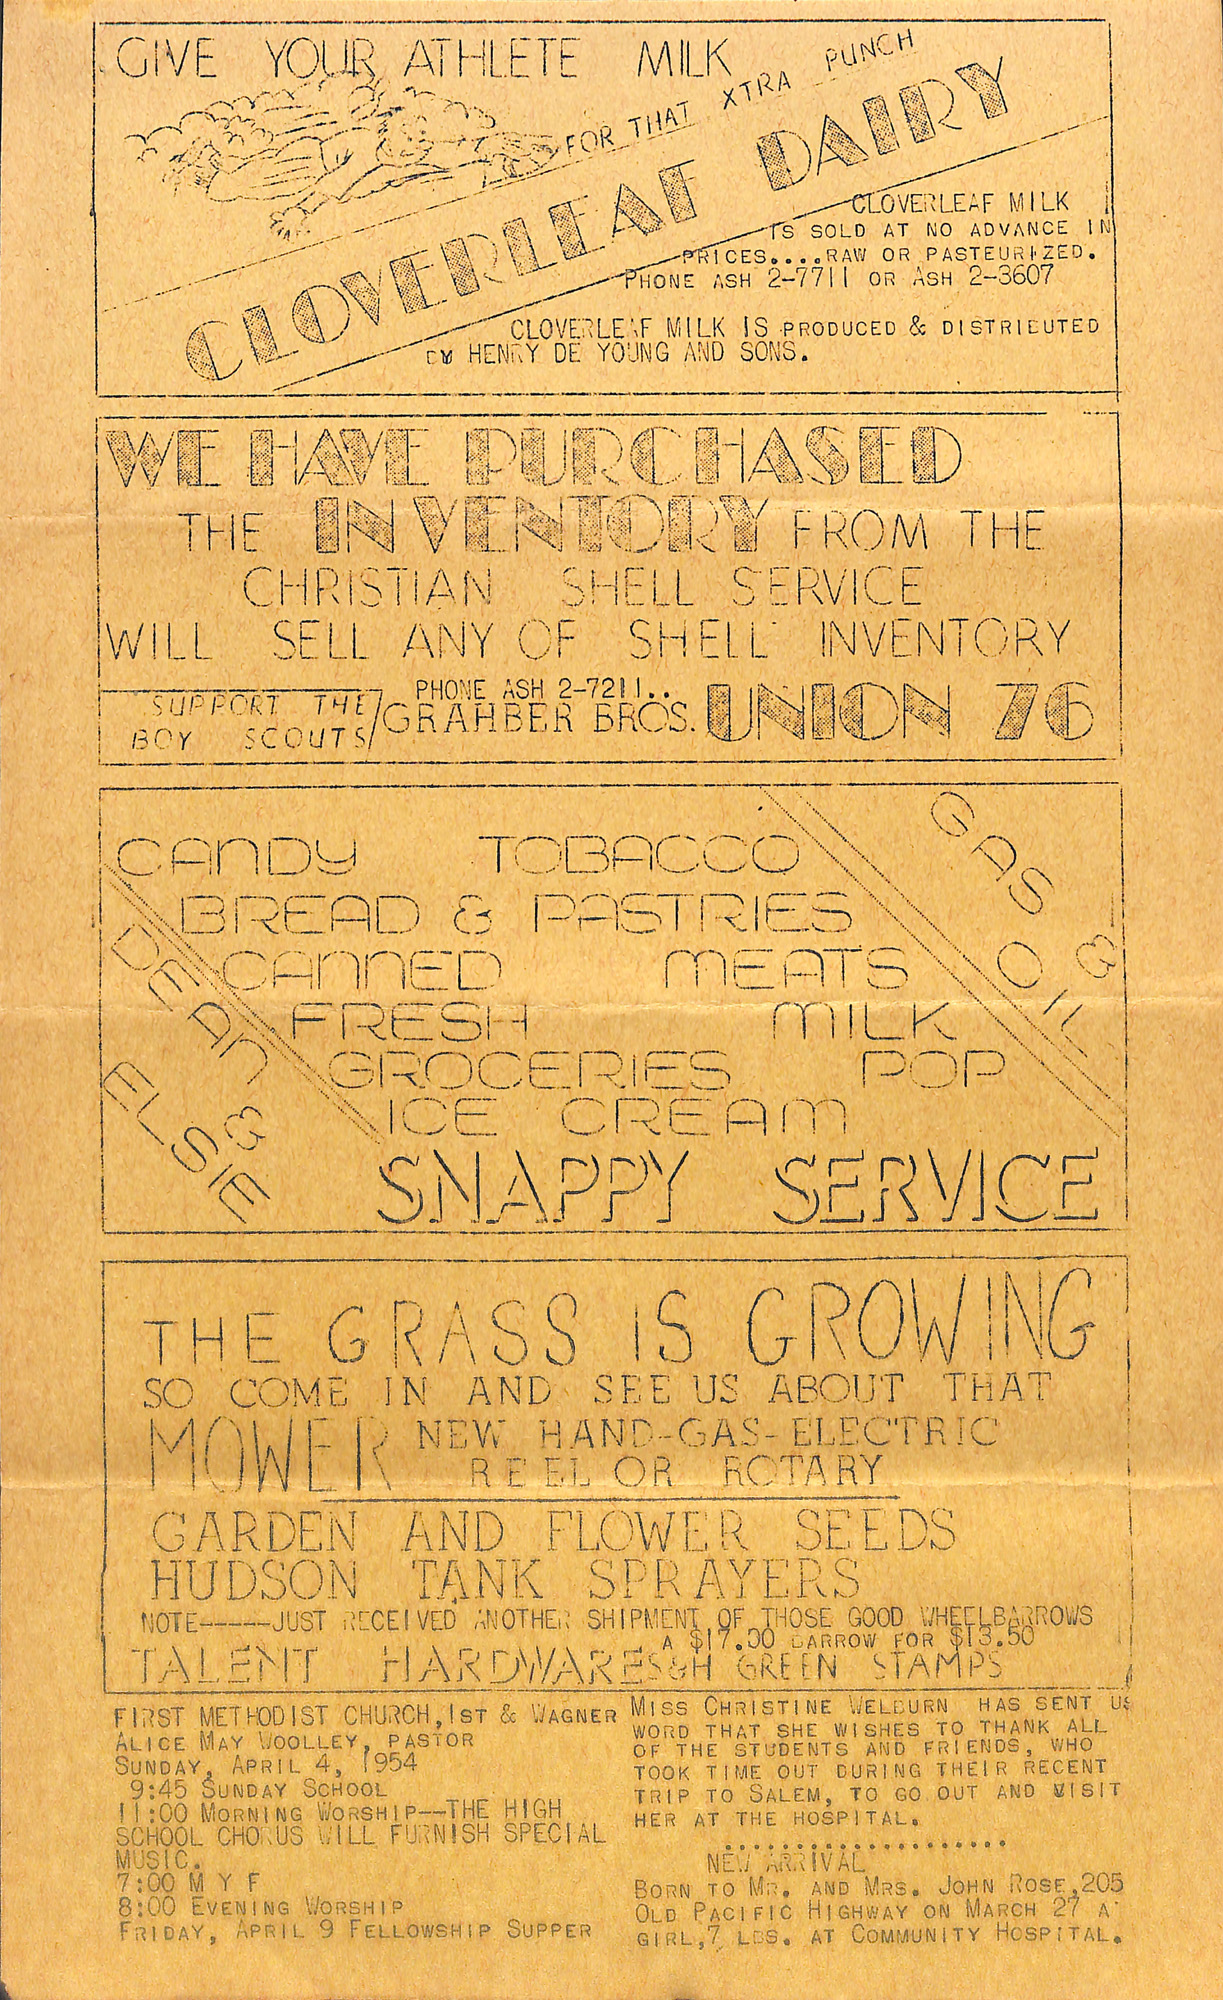 GIVE YOUR ATHLETE MILK
FOR THAT XTRA PUNCH
CLOVERLEAF DAIRY
CLOVERLEAF MILK
IS SOLD AT NO ADVANCE IN
PRICES....RAW OR PASTEURIZED.
PHONE ASH 2-7711 OR ASH 2-3607
CLOVERLEAF MILK IS PRODUCED & DISTRIBUTED
BY HENRY DE YOUNG AND SONS.
WE HAVE PURCHASED
THE INVENTORY FROM THE
CHRISTIAN SHELL SERVICE
WILL SELL ANY OF SHELL INVENTORY
SUPPORT THE
BOY SCOUTS
PHONE ASH 2-7211..
GRAHBER BROS. UNION 76
CANDY TOBACCO
BREAD & PASTRIES
CANNED MEATS
FRESH MILK
GROCERIES POP
ICE CREAM
GAS & OIL
DEAN & ELSIE
SNAPPY SERVICE
THE GRASS IS GROWING
SO COME IN AND SEE US ABOUT THAT
MOWER NEW HAND-GAS-ELECTRIC
REEL OR ROTARY
GARDEN AND FLOWER SEEDS
HUDSON TANK SPRAYERS
NOTE-----JUST RECEIVED ANOTHER SHIPMENT OF THOSE GOOD WHEELBARROWS
A $17.00 BARROW FOR $13.50
TALENT HARDWARE S&H GREEN STAMPS
FIRST METHODIST CHURCH, 1ST & WAGNER
ALICE MAY WOOLLEY, PASTOR
SUNDAY, APRIL 4, 1954
9:45 SUNDAY SCHOOL
11:00 MORNING WORSHIP--THE HIGH
SCHOOL CHORUS WILL FURNISH SPECIAL
MUSIC.
7:00 M Y F
8:00 EVENING WORSHIP
FRIDAY, APRIL 9 FELLOWSHIP SUPPER
MISS CHRISTINE WELBURN HAS SENT US
WORD THAT SHE WISHES TO THANK ALL
OF THE STUDENTS AND FRIENDS, WHO
TOOK TIME OUT DURING THEIR RECENT
TRIP TO SALEM, TO GO OUT AND VISIT
HER AT THE HOSPITAL.
....................
NEW ARRIVAL
BORN TO MR. AND MRS. JOHN ROSE, 205
OLD PACIFIC HIGHWAY ON MARCH 27 A
GIRL, 7 LBS. AT COMMUNITY HOSPITAL.